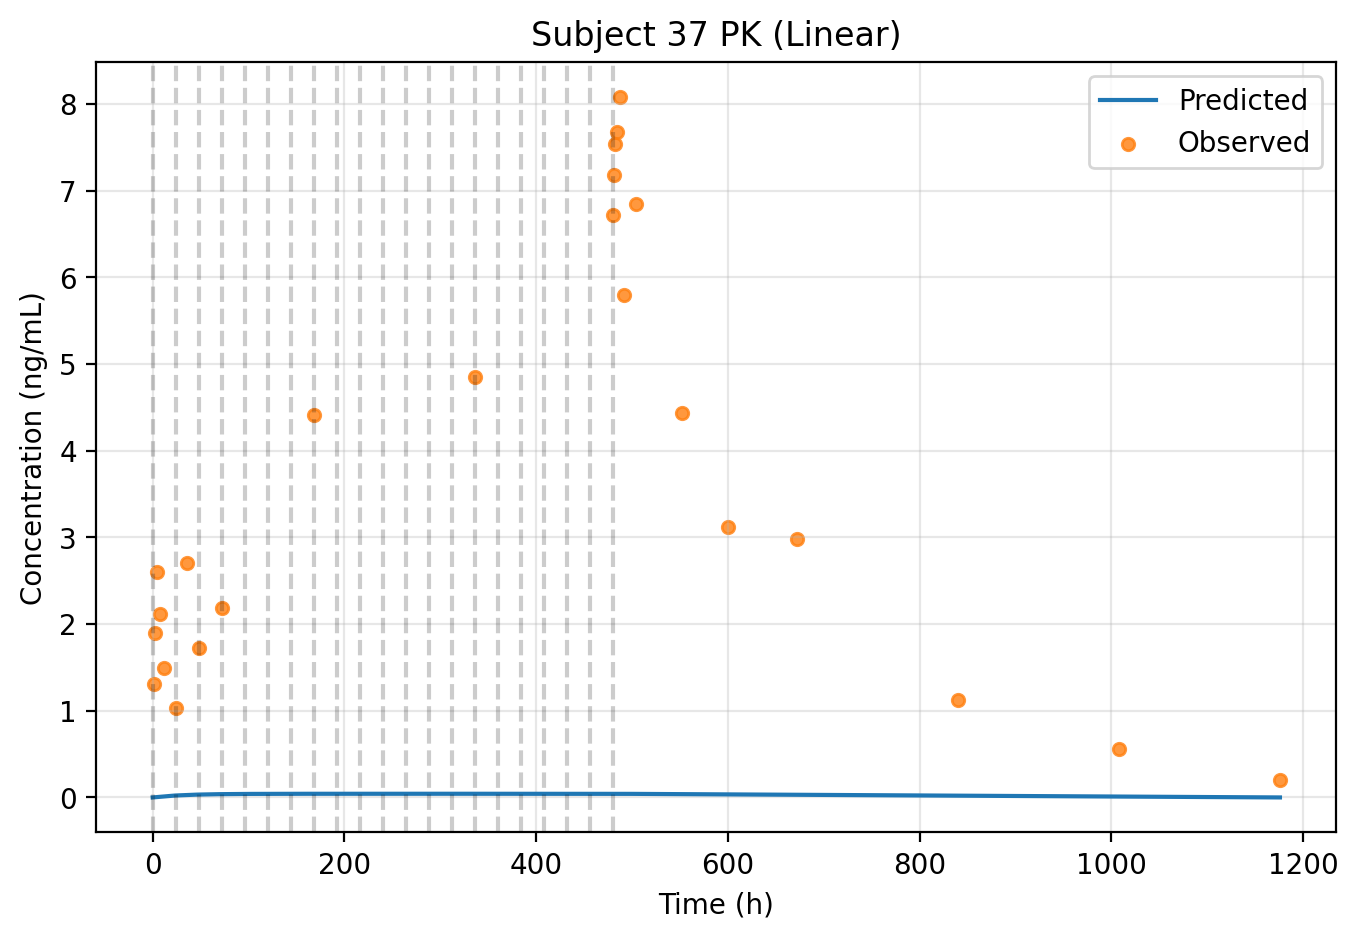 Subject 37 PK (Linear)
Predicted
Observed
Concentration (ng/mL)
8
7
6
5
4
3
2
1
0
0 200 400 600 800 1000 1200
Time (h)